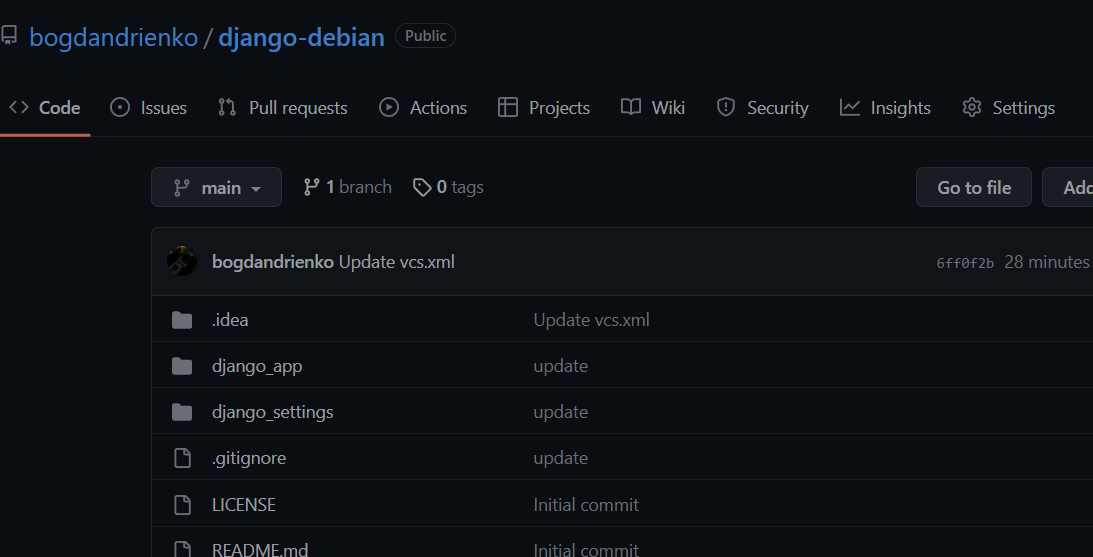 bogdandrienko / django-debian Public
Code Issues Pull requests Actions Projects Wiki Security Insights Settings
main 1 branch 0 tags Go to file Add
bogdandrienko Update vcs.xml 6ff0f2b 28 minutes
.idea Update vcs.xml
django_app update
django_settings update
.gitignore update
LICENSE Initial commit
README.md Initial commit